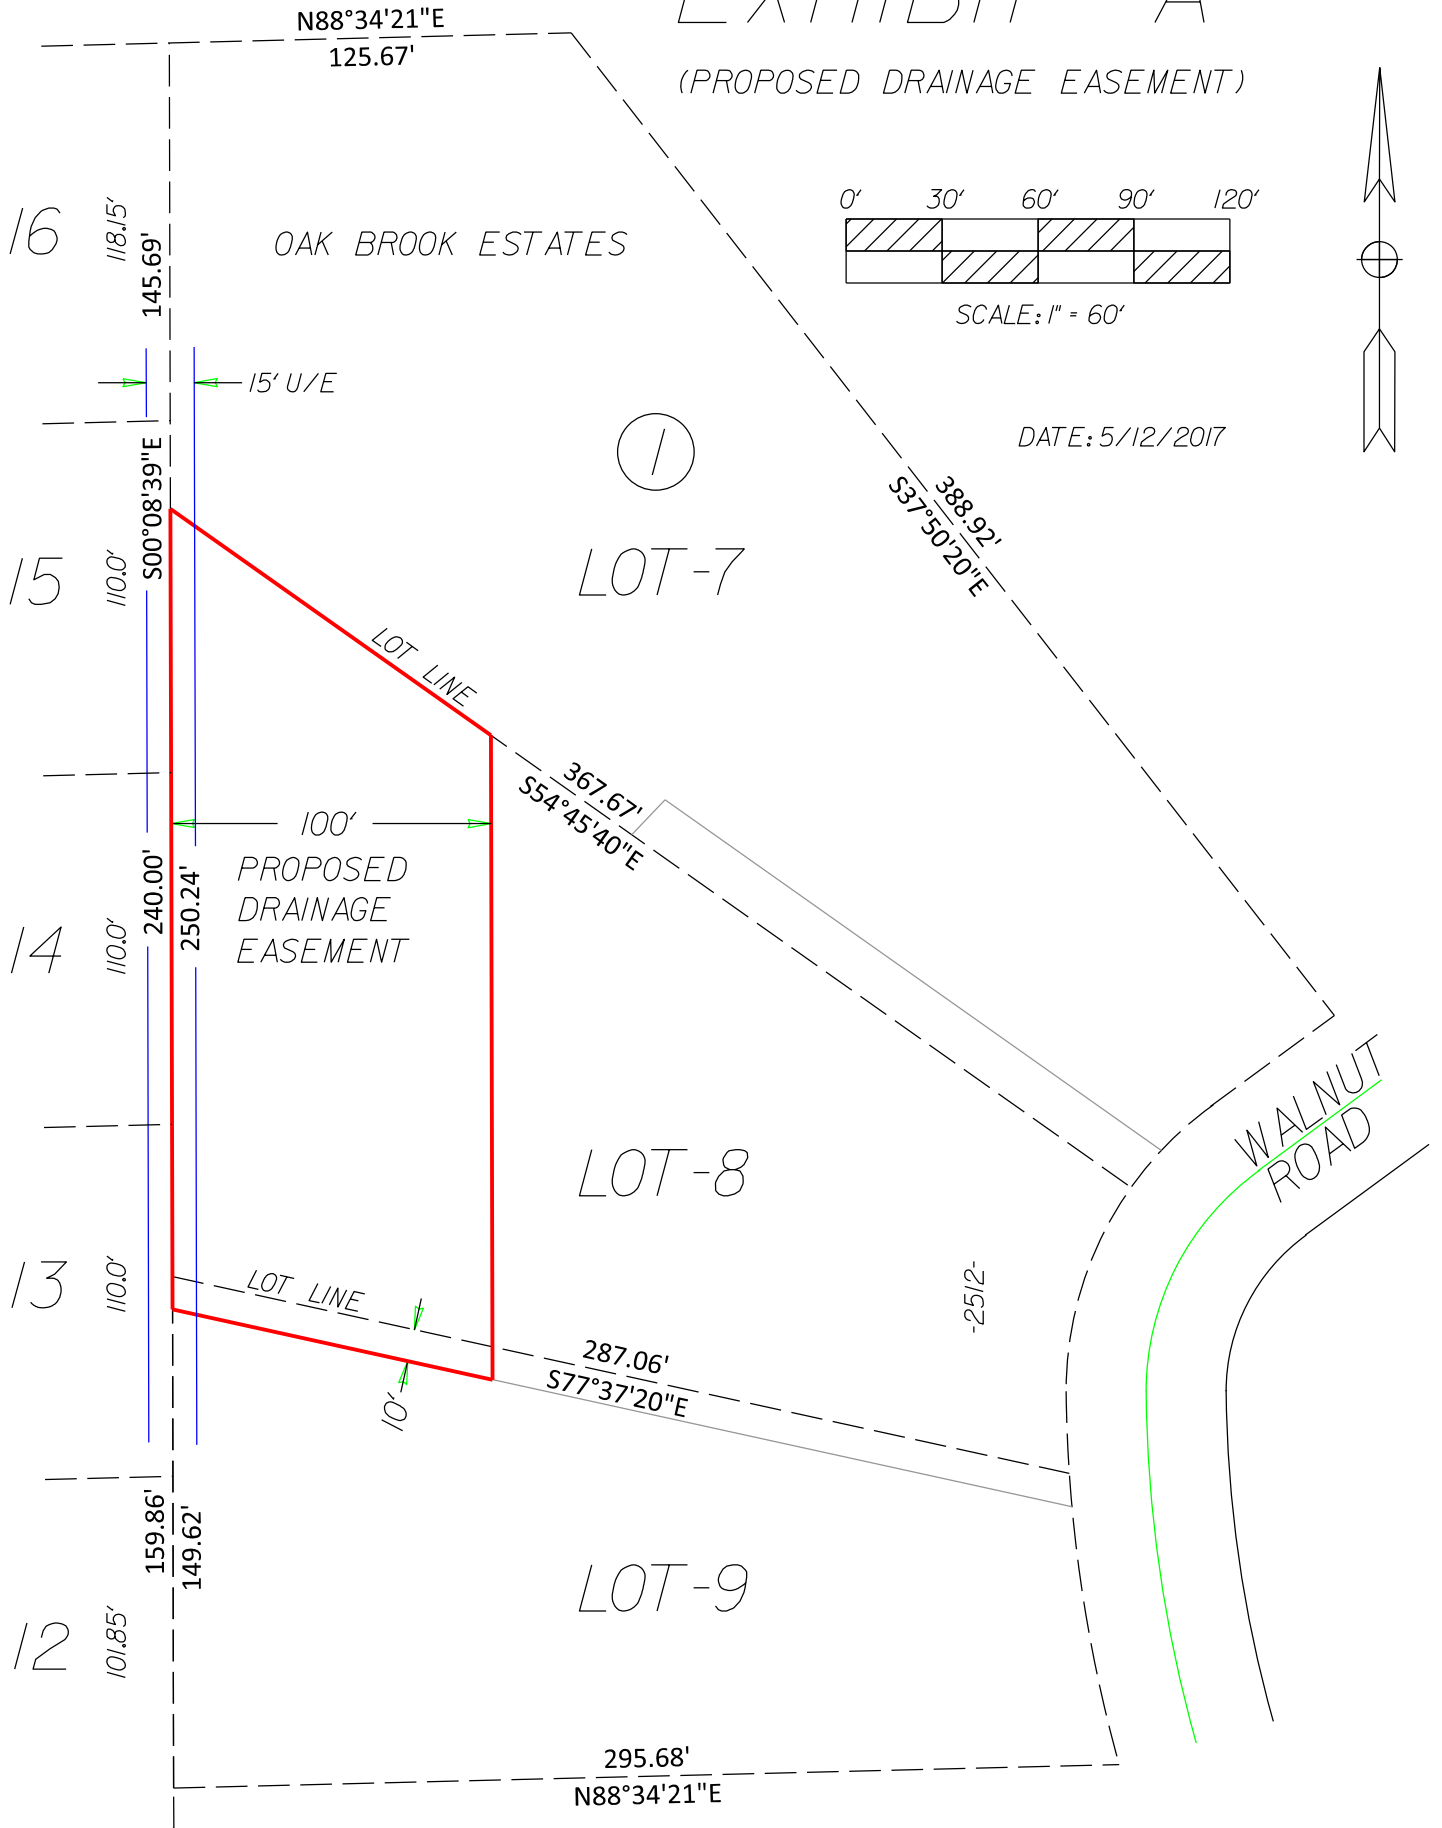 EXHIBIT A
(PROPOSED DRAINAGE EASEMENT)
N88°34'21"E
125.67'
0' 30' 60' 90' 120'
SCALE: 1" = 60'
DATE: 5/12/2017
16
118.15'
145.69'
OAK BROOK ESTATES
15' U/E
1
S00°08'39"E
388.92'
S37°50'20"E
15
110.0'
LOT-7
LOT LINE
367.67'
S54°45'40"E
100'
PROPOSED
DRAINAGE
EASEMENT
240.00'
250.24'
14
110.0'
WALNUT
ROAD
LOT-8
13
110.0'
LOT LINE
-2512-
287.06'
S77°37'20"E
10'
159.86'
149.62'
LOT-9
12
101.85'
295.68'
N88°34'21"E